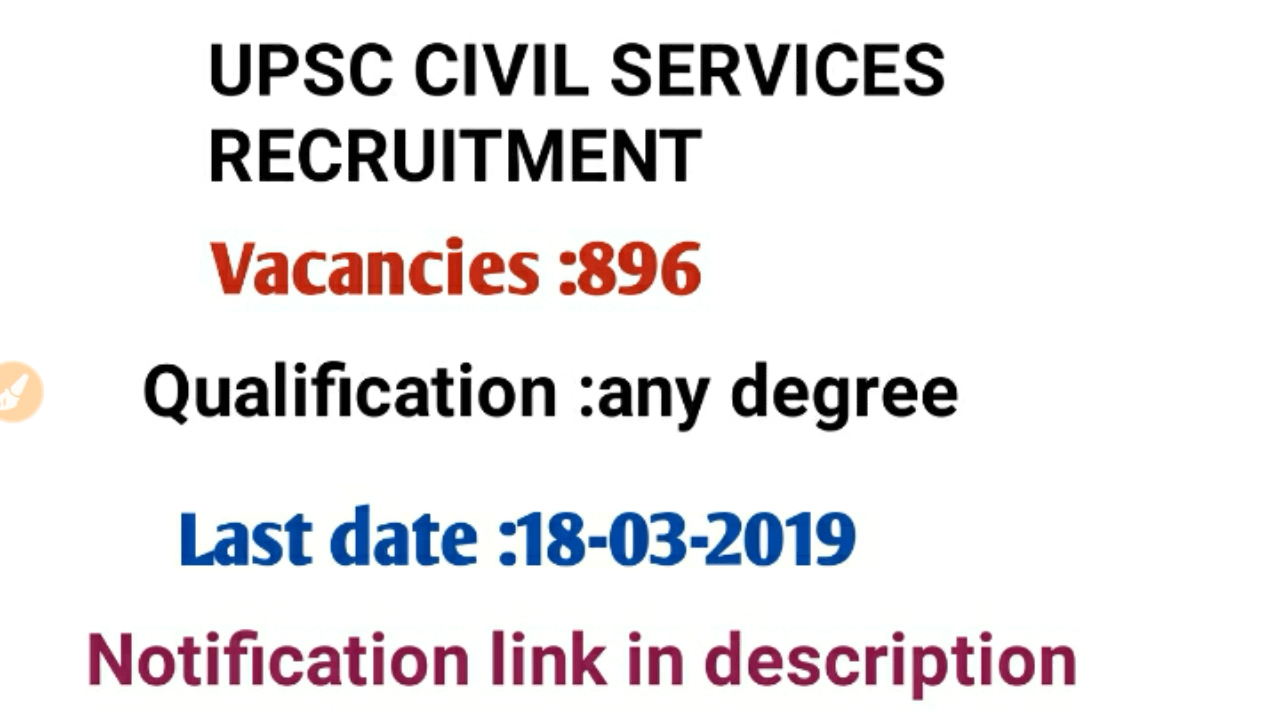 UPSC CIVIL SERVICES
RECRUITMENT
Vacancies :896
Qualification :any degree
Last date :18-03-2019
Notification link in description